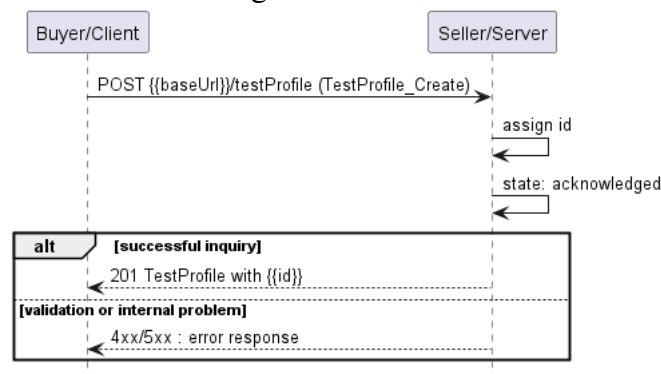 Buyer/Client
Seller/Server
POST {{baseUrl}}/testProfile (TestProfile_Create)
assign id
state: acknowledged
alt [successful inquiry]
201 TestProfile with {{id}}
[validation or internal problem]
4xx/5xx : error response